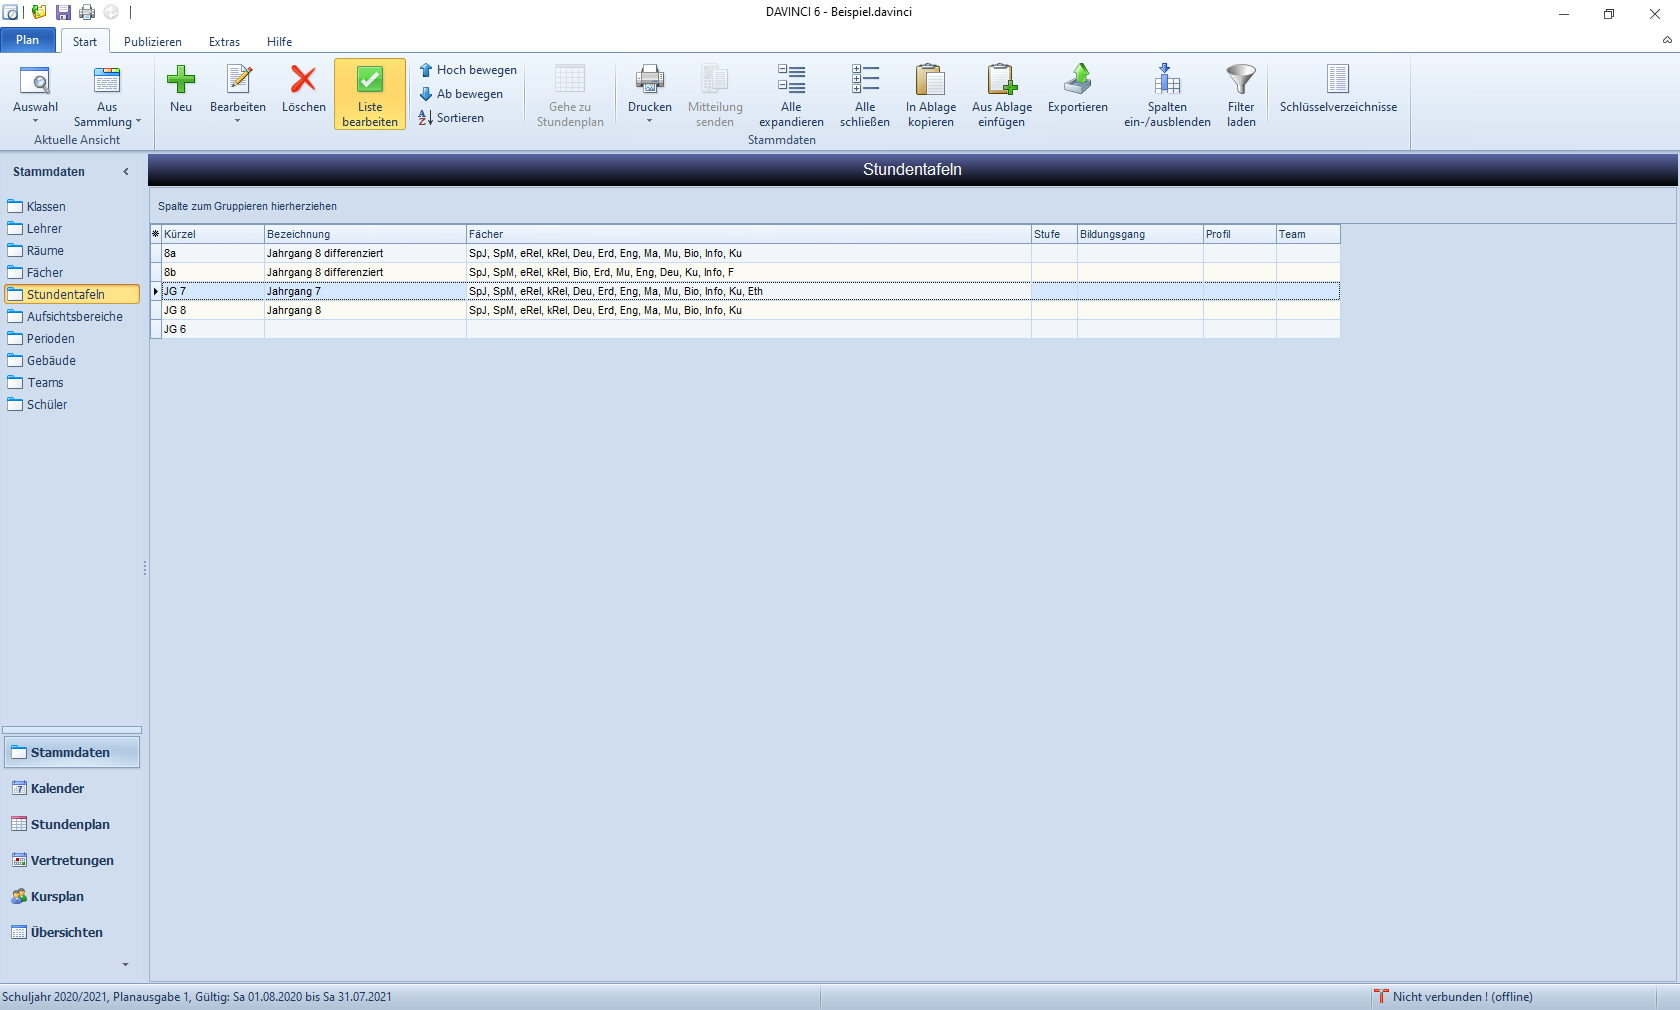 DAVINCI 6 - Beispiel.davinci
Plan Start Publizieren Extras Hilfe
Auswahl
Aus Sammlung
Aktuelle Ansicht
Neu
Bearbeiten
Löschen
Liste bearbeiten
Hoch bewegen
Ab bewegen
Sortieren
Gehe zu Stundenplan
Drucken
Mitteilung senden
Alle expandieren
Alle schließen
In Ablage kopieren
Aus Ablage einfügen
Exportieren
Spalten ein-/ausblenden
Filter laden
Stammdaten
Schlüsselverzeichnisse
Stammdaten
Klassen
Lehrer
Räume
Fächer
Stundentafeln
Aufsichtsbereiche
Perioden
Gebäude
Teams
Schüler
Stundentafeln
Spalte zum Gruppieren hierherziehen
Kürzel Bezeichnung Fächer Stufe Bildungsgang Profil Team
8a Jahrgang 8 differenziert SpJ, SpM, eRel, kRel, Deu, Erd, Eng, Ma, Mu, Bio, Info, Ku
8b Jahrgang 8 differenziert SpJ, SpM, eRel, kRel, Bio, Erd, Mu, Eng, Deu, Ku, Info, F
JG 7 Jahrgang 7 SpJ, SpM, eRel, kRel, Deu, Erd, Eng, Ma, Mu, Bio, Info, Ku, Eth
JG 8 Jahrgang 8 SpJ, SpM, eRel, kRel, Deu, Erd, Eng, Ma, Mu, Bio, Info, Ku
JG 6
Stammdaten
Kalender
Stundenplan
Vertretungen
Kursplan
Übersichten
Schuljahr 2020/2021, Planausgabe 1, Gültig: Sa 01.08.2020 bis Sa 31.07.2021
Nicht verbunden ! (offline)